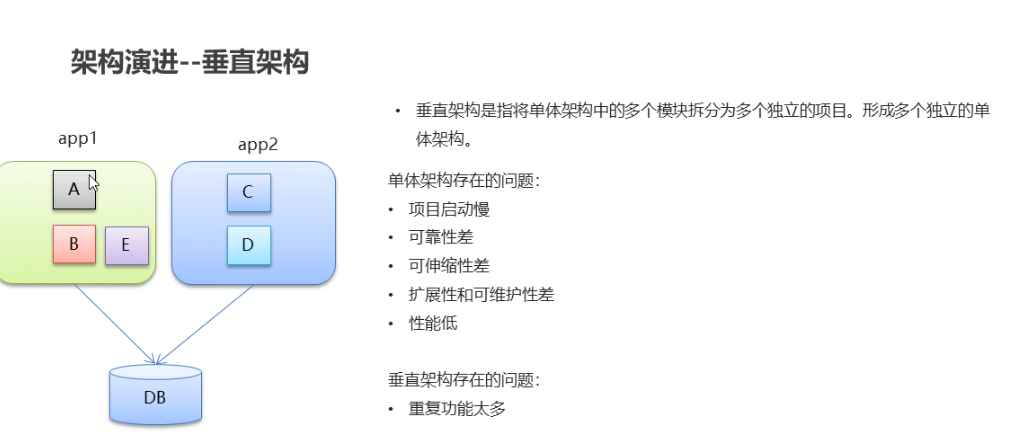 架构演进--垂直架构
app1
app2
A
B
E
C
D
DB
• 垂直架构是指将单体架构中的多个模块拆分为多个独立的项目。形成多个独立的单
体架构。
单体架构存在的问题：
• 项目启动慢
• 可靠性差
• 可伸缩性差
• 扩展性和可维护性差
• 性能低
垂直架构存在的问题：
• 重复功能太多